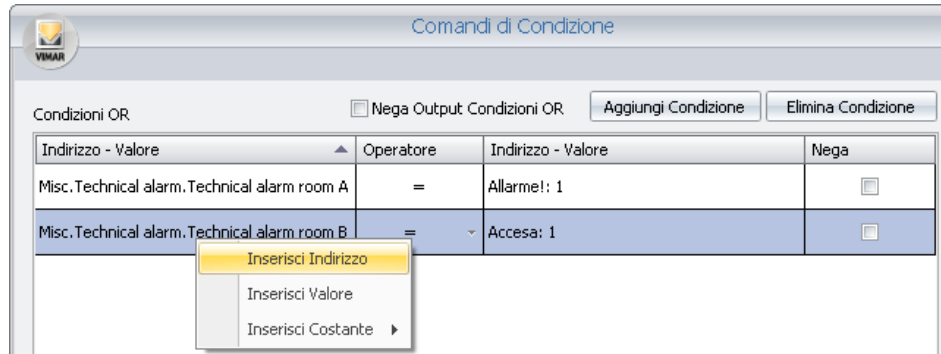 Comandi di Condizione
VIMAR
Condizioni OR Nega Output Condizioni OR Aggiungi Condizione Elimina Condizione
Indirizzo - Valore Operatore Indirizzo - Valore Nega
Misc.Technical alarm.Technical alarm room A = Allarme!: 1
Misc.Technical alarm.Technical alarm room B = Accesa: 1
Inserisci Indirizzo
Inserisci Valore
Inserisci Costante